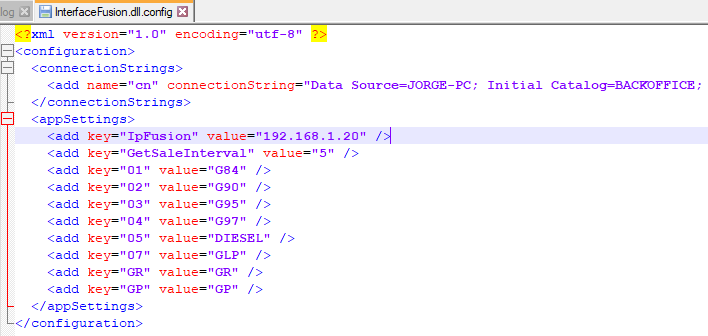 log
InterfaceFusion.dll.config
<?xml version="1.0" encoding="utf-8" ?>
<configuration>
<connectionStrings>
<add name="cn" connectionString="Data Source=JORGE-PC; Initial Catalog=BACKOFFICE;
</connectionStrings>
<appSettings>
<add key="IpFusion" value="192.168.1.20" />
<add key="GetSaleInterval" value="5" />
<add key="01" value="G84" />
<add key="02" value="G90" />
<add key="03" value="G95" />
<add key="04" value="G97" />
<add key="05" value="DIESEL" />
<add key="07" value="GLP" />
<add key="GR" value="GR" />
<add key="GP" value="GP" />
</appSettings>
</configuration>